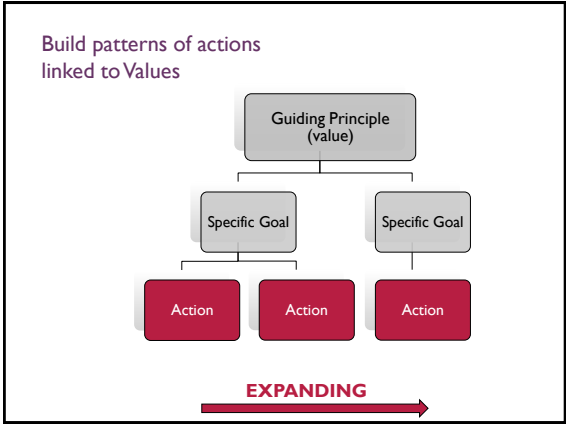 Build patterns of actions
linked to Values
Guiding Principle
(value)
Specific Goal
Specific Goal
Action
Action
Action
EXPANDING